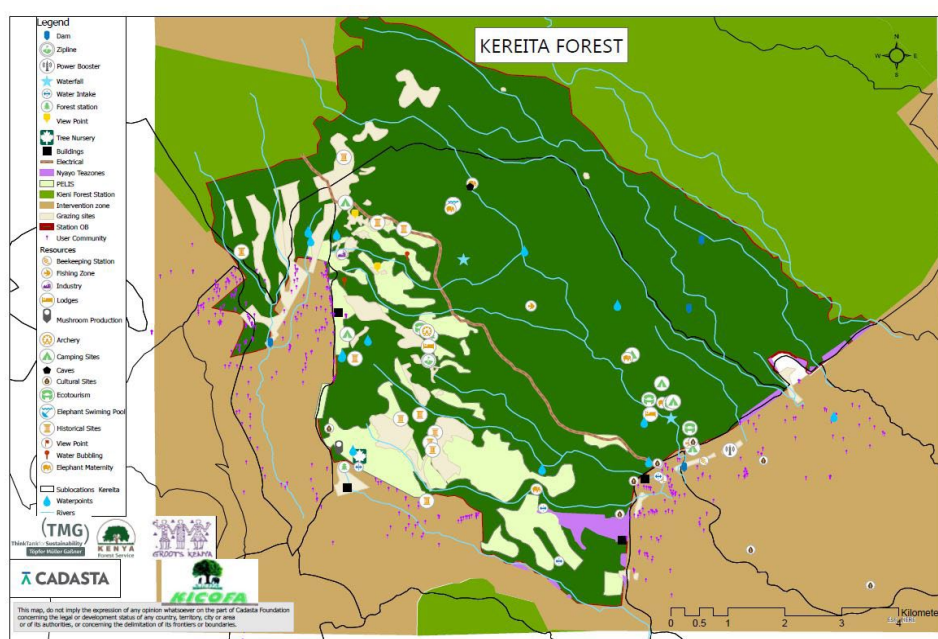 KEREITA FOREST
Legend
Dam
Zipline
Power Booster
Waterfall
Water Intake
Forest station
View Point
Tree Nursery
Buildings
Electrical
Nyayo Teazones
PELIS
Kieni Forest Station
Intervention zone
Grazing sites
Station OB
User Community
Resources
Beekeeping Station
Fishing Zone
Industry
Lodges
Mushroom Production
Archery
Camping Sites
Caves
Cultural Sites
Ecotourism
Elephant Swiming Pool
Historical Sites
View Point
Water Bubbling
Elephant Maternity
Sublocations Kereita
Waterpoints
Rivers
N
W E
S
(TMG)
ThinkTank for Sustainability
Töpfer Müller Gaßner
KENYA
Forest Service
GROOTS KENYA
CADASTA
KICOFA
This map, do not imply the expression of any opinion whatsoever on the part of Cadasta Foundation
concerning the legal or development status of any country, territory, city or area
or of its authorities, or concerning the delimitation of its frontiers or boundaries.
Kilomete
0 0.5 1 2 3 4